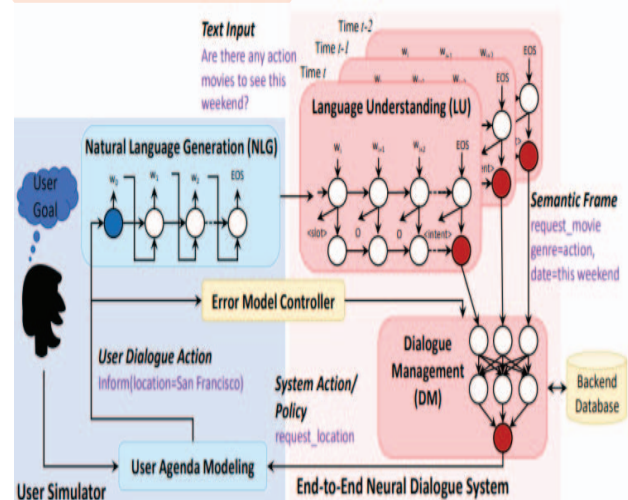 Text Input
Are there any action
movies to see this
weekend?
Time t-2
Time t-1
Time t
Language Understanding (LU)
EOS
EOS
EOS
<slot>
O
O
<intent>
Natural Language Generation (NLG)
EOS
User
Goal
Semantic Frame
request_movie
genre=action,
date=this weekend
Error Model Controller
User Dialogue Action
Inform(location=San Francisco)
System Action/
Policy
request_location
Dialogue
Management
(DM)
Backend
Database
User Agenda Modeling
User Simulator
End-to-End Neural Dialogue System